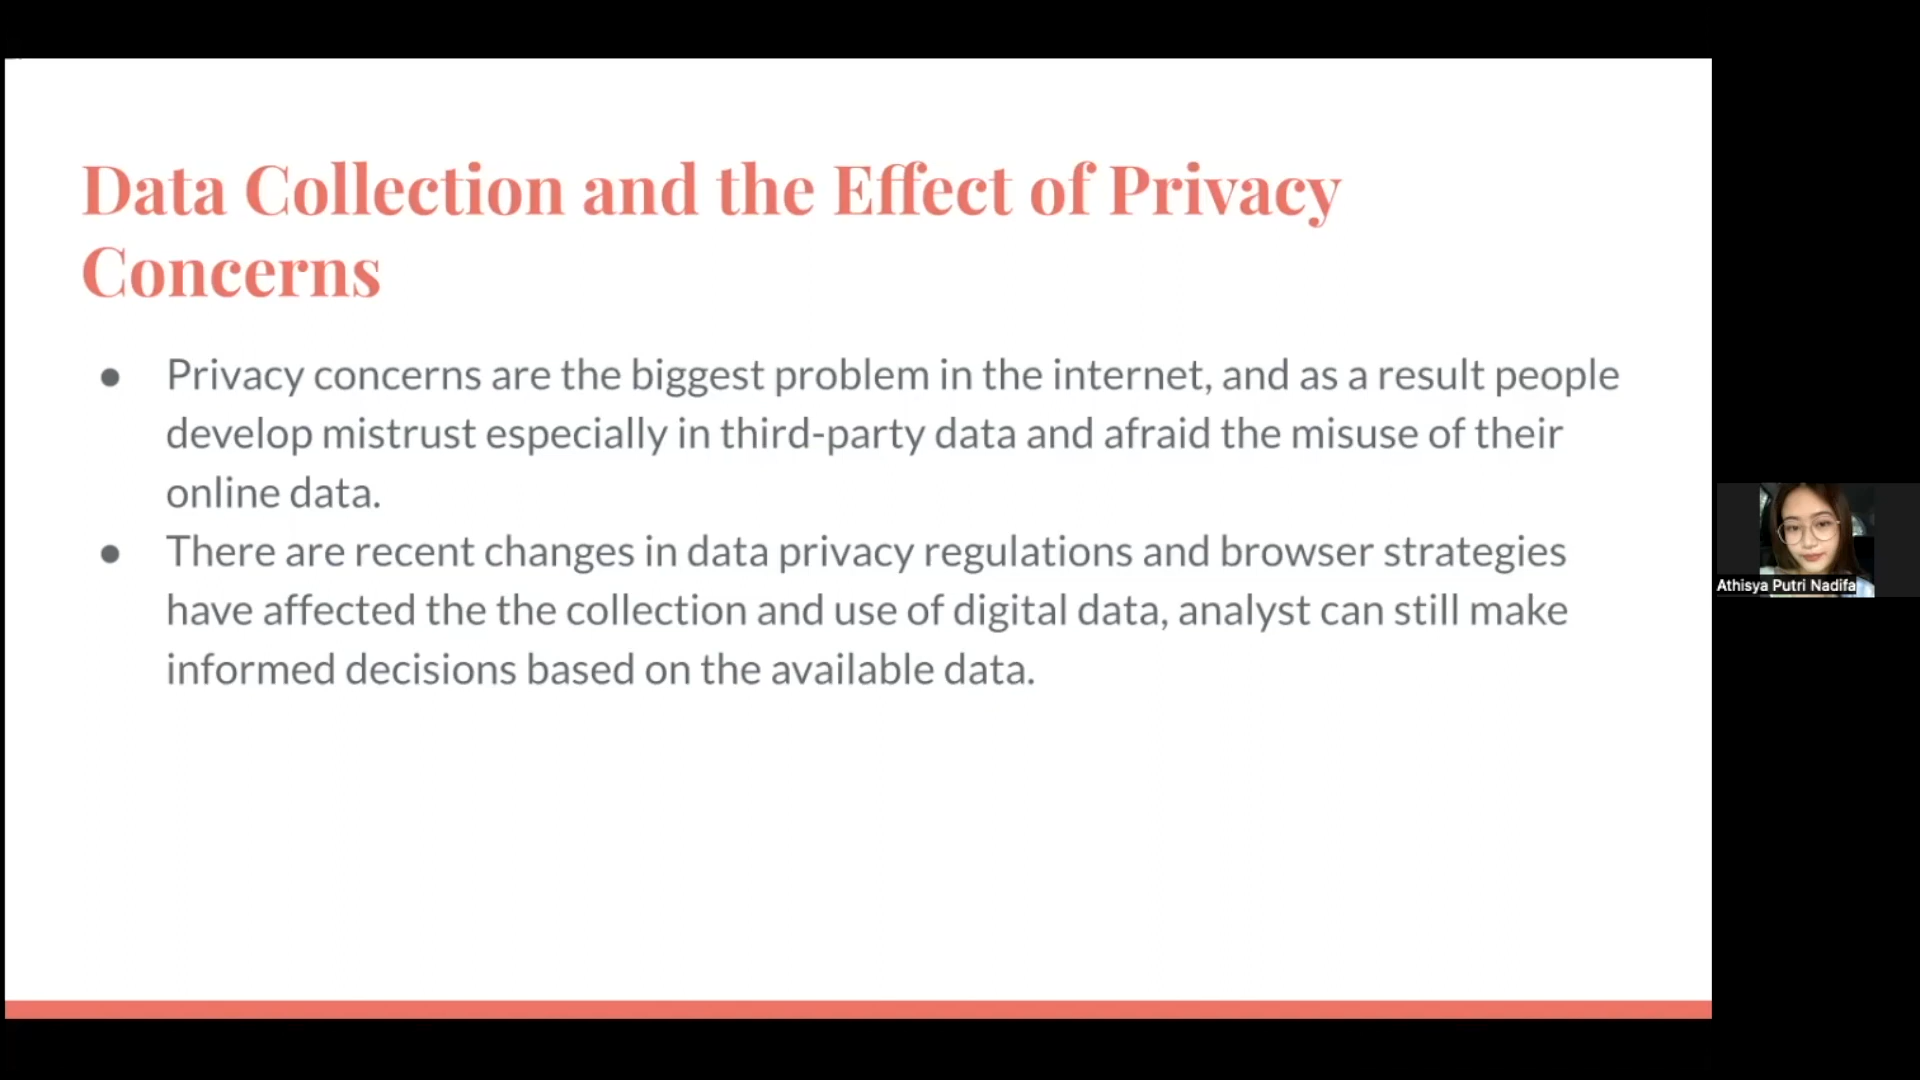 Data Collection and the Effect of Privacy
Concerns
● Privacy concerns are the biggest problem in the internet, and as a result people
develop mistrust especially in third-party data and afraid the misuse of their
online data.
● There are recent changes in data privacy regulations and browser strategies
have affected the the collection and use of digital data, analyst can still make
informed decisions based on the available data.
Athisya Putri Nadifa